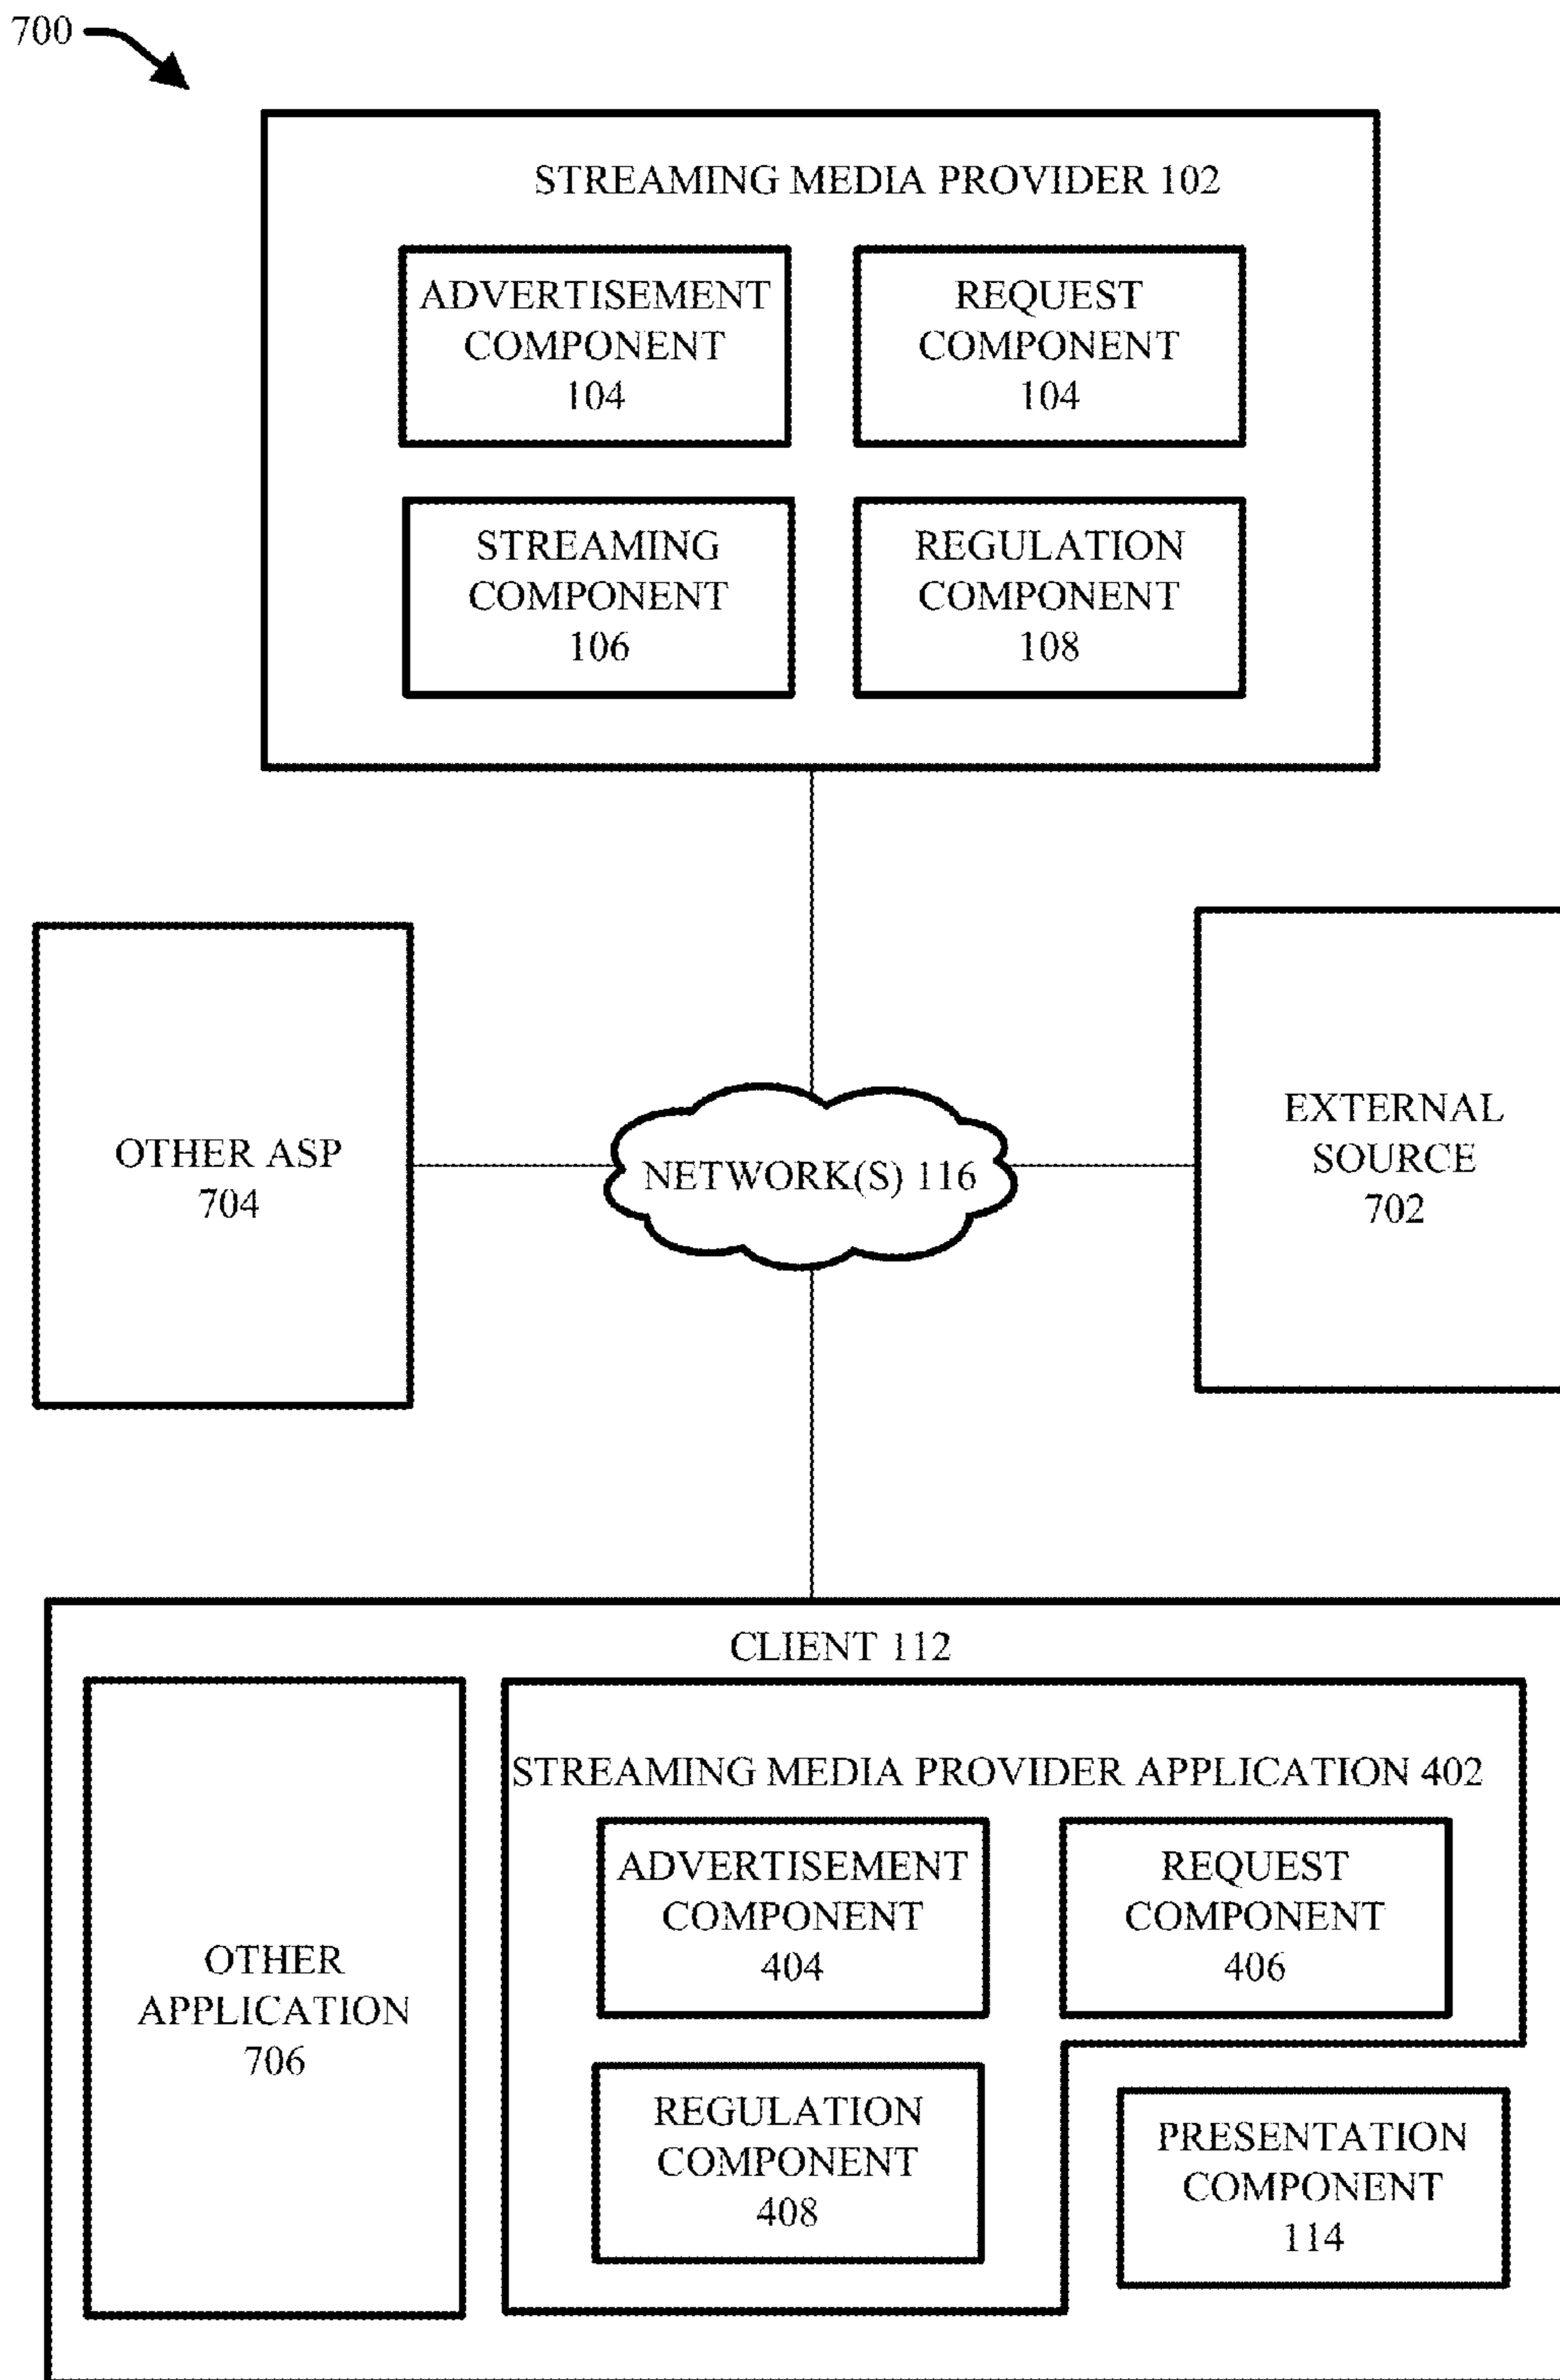 700
STREAMING MEDIA PROVIDER 102
ADVERTISEMENT
COMPONENT
104
REQUEST
COMPONENT
104
STREAMING
COMPONENT
106
REGULATION
COMPONENT
108
OTHER ASP
704
NETWORK(S) 116
EXTERNAL
SOURCE
702
CLIENT 112
OTHER
APPLICATION
706
STREAMING MEDIA PROVIDER APPLICATION 402
ADVERTISEMENT
COMPONENT
404
REQUEST
COMPONENT
406
REGULATION
COMPONENT
408
PRESENTATION
COMPONENT
114